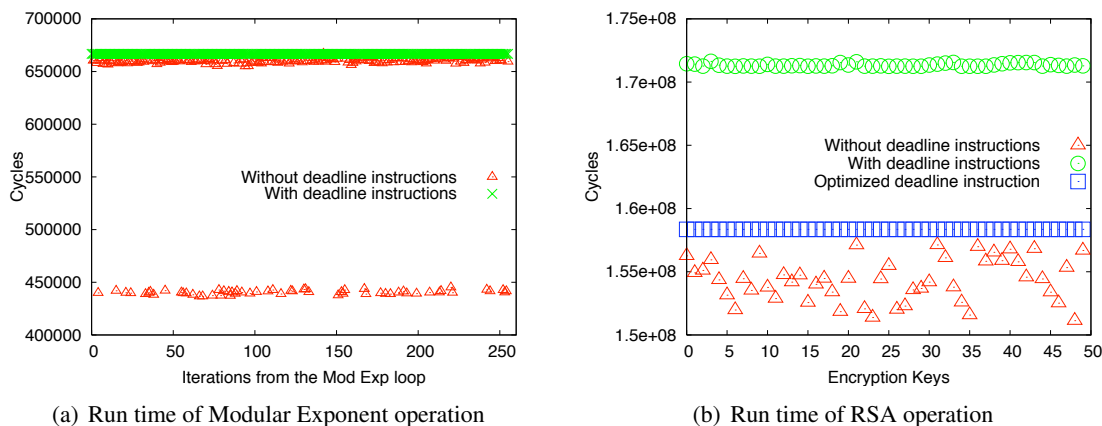 700000
650000
600000
550000
500000
450000
400000
Cycles
Without deadline instructions
With deadline instructions
0 50 100 150 200 250
Iterations from the Mod Exp loop
(a) Run time of Modular Exponent operation
1.75e+08
1.7e+08
1.65e+08
1.6e+08
1.55e+08
1.5e+08
Cycles
Without deadline instructions
With deadline instructions
Optimized deadline instruction
0 5 10 15 20 25 30 35 40 45 50
Encryption Keys
(b) Run time of RSA operation